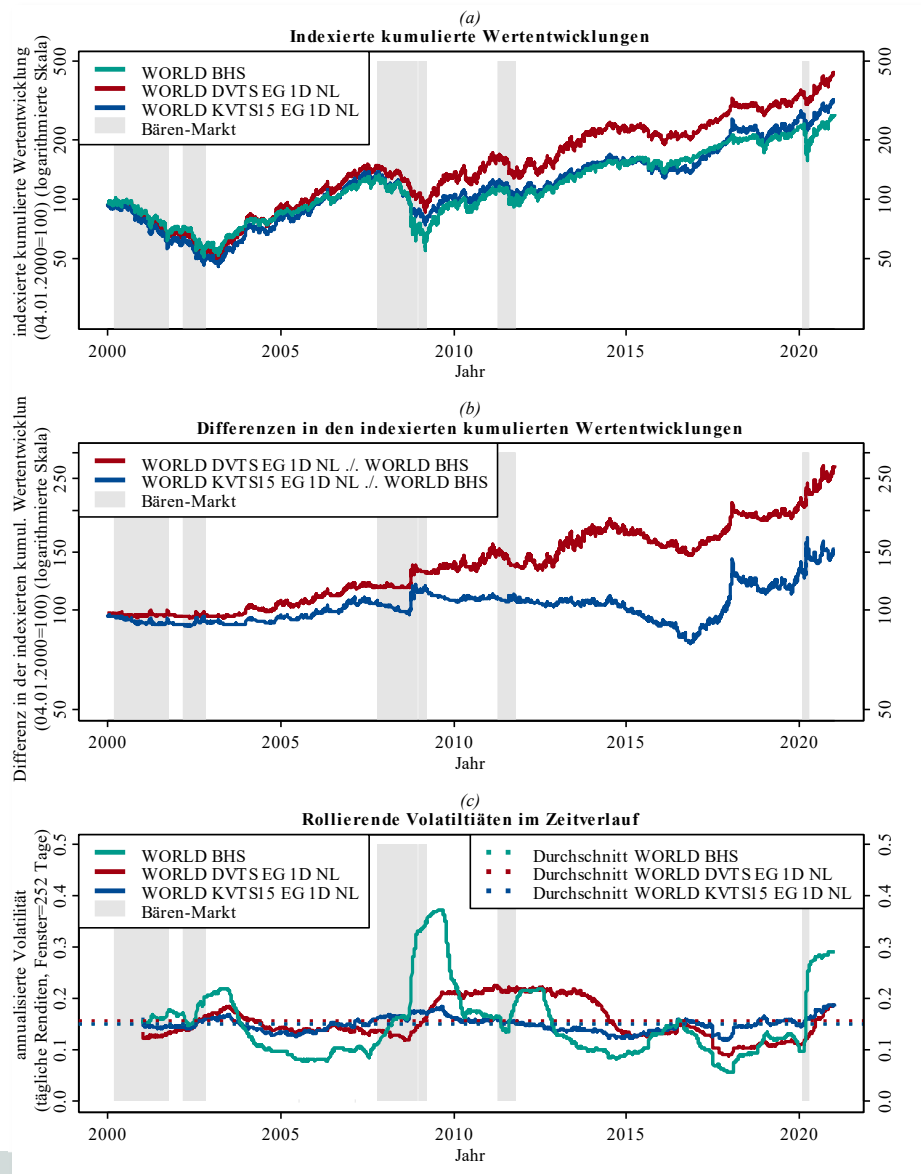 (a)
Indexierte kumulierte Wertentwicklungen
indexierte kumulierte Wertentwicklung
(04.01.2000=100) (logarithmierte Skala)
500
200
100
50
WORLD BHS
WORLD DVTS EG 1D NL
WORLD KVTS15 EG 1D NL
Bären-Markt
500
200
100
50
2000 2005 2010 2015 2020
Jahr
(b)
Differenzen in den indexierten kumulierten Wertentwicklungen
Differenz in der indexierten kumul. Wertentwicklun
(04.01.2000=100) (logarithmierte Skala)
250
150
100
50
WORLD DVTS EG 1D NL ./. WORLD BHS
WORLD KVTS15 EG 1D NL ./. WORLD BHS
Bären-Markt
250
150
100
50
2000 2005 2010 2015 2020
Jahr
(c)
Rollierende Volatiltiäten im Zeitverlauf
annualisierte Volatilität
(tägliche Renditen, Fenster=252 Tage)
0.5
0.4
0.3
0.2
0.1
0.0
WORLD BHS
WORLD DVTS EG 1D NL
WORLD KVTS15 EG 1D NL
Bären-Markt
Durchschnitt WORLD BHS
Durchschnitt WORLD DVTS EG 1D NL
Durchschnitt WORLD KVTS15 EG 1D NL
0.5
0.4
0.3
0.2
0.1
0.0
2000 2005 2010 2015 2020
Jahr